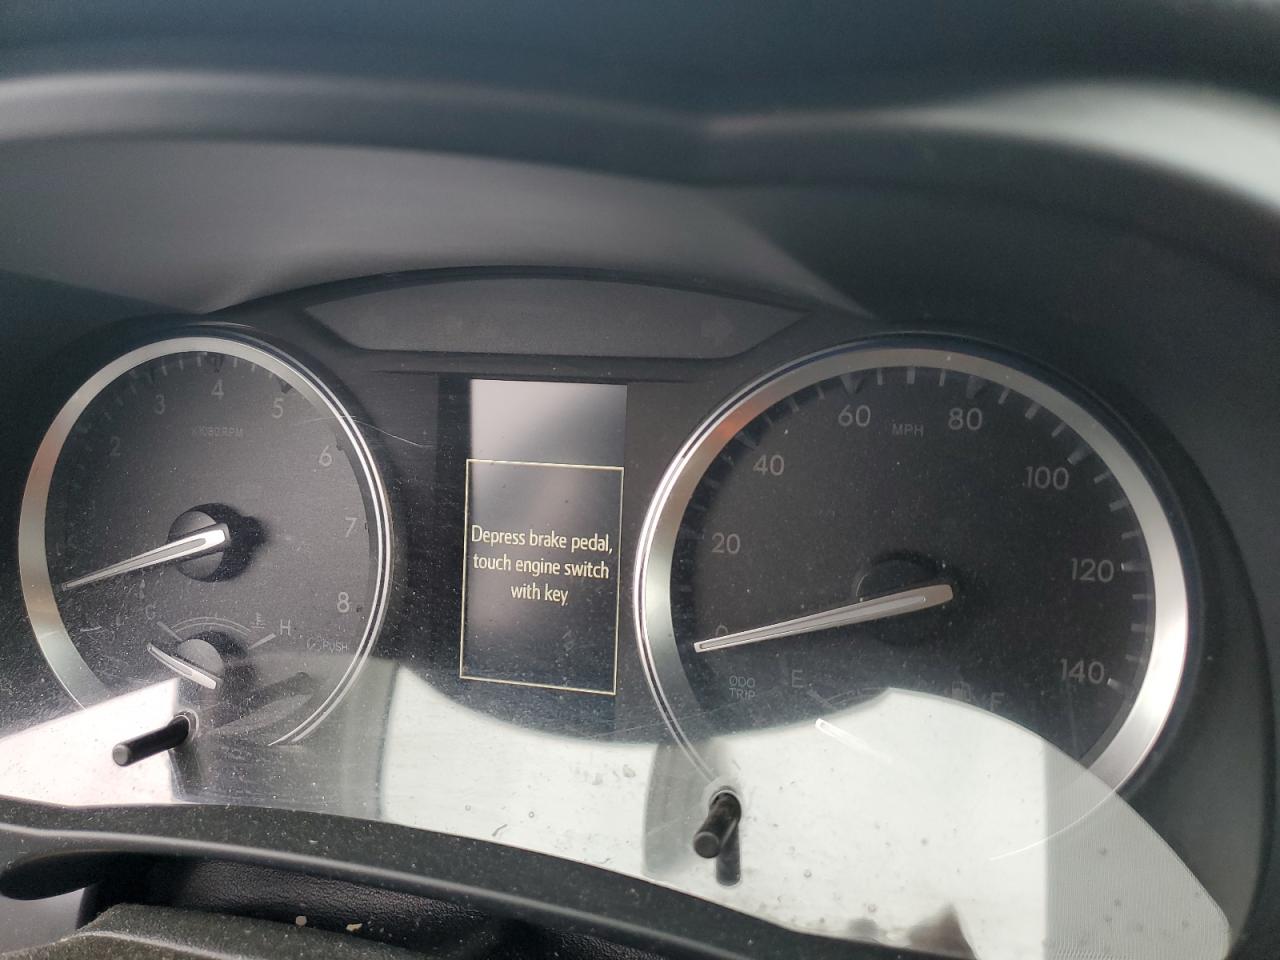 2
3
4
5
6
7
8
x1000RPM
C
H
PUSH
Depress brake pedal,
touch engine switch
with key
0
20
40
60
80
100
120
140
MPH
ODO
TRIP
E
F